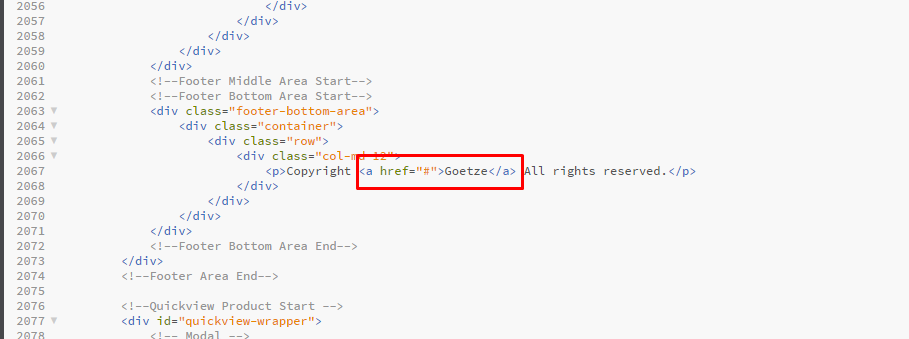 2056 </div>
2057 </div>
2058 </div>
2059 </div>
2060 </div>
2061 <!--Footer Middle Area Start-->
2062 <!--Footer Bottom Area Start-->
2063 <div class="footer-bottom-area">
2064 <div class="container">
2065 <div class="row">
2066 <div class="col-md-12">
2067 <p>Copyright <a href="#">Goetze</a> All rights reserved.</p>
2068 </div>
2069 </div>
2070 </div>
2071 </div>
2072 <!--Footer Bottom Area End-->
2073 </div>
2074 <!--Footer Area End-->
2075
2076 <!--Quickview Product Start -->
2077 <div id="quickview-wrapper">
2078 <!-- Modal -->